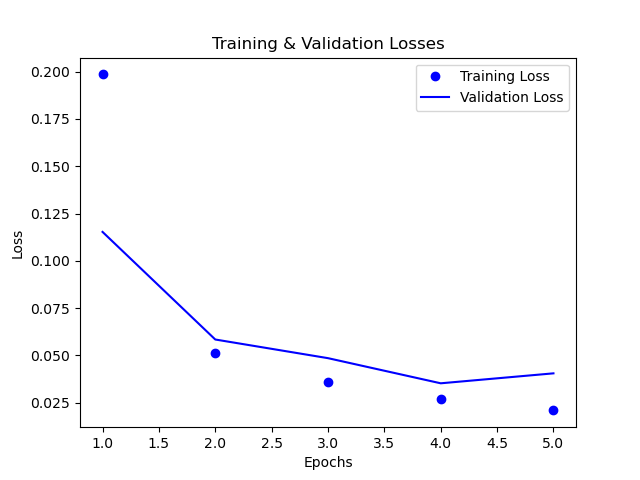 Training & Validation Losses
Training Loss
Validation Loss
0.200
0.175
0.150
0.125
0.100
0.075
0.050
0.025
Loss
1.0 1.5 2.0 2.5 3.0 3.5 4.0 4.5 5.0
Epochs